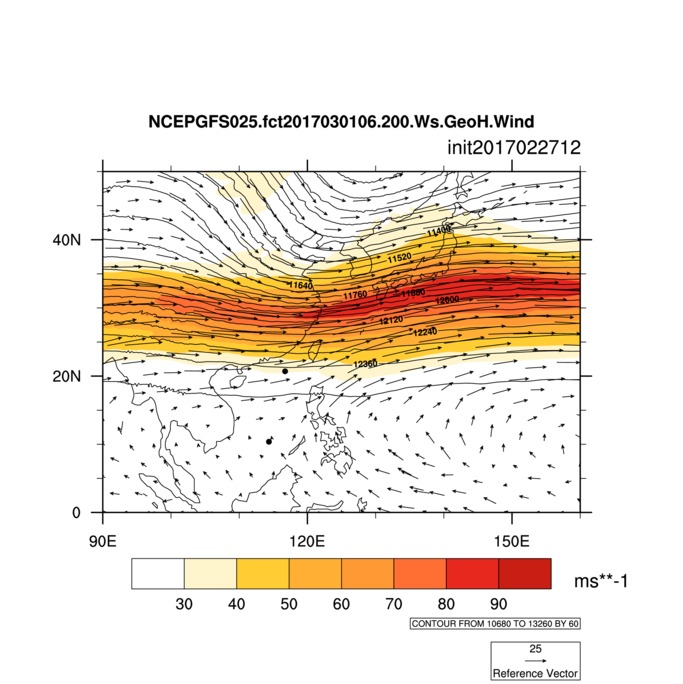 NCEPGFS025.fct2017030106.200.Ws.GeoH.Wind
init2017022712
11400
11520
11640
11760
11880
12000
12120
12240
12360
40N
20N
0
90E 120E 150E
30 40 50 60 70 80 90
ms**-1
CONTOUR FROM 10680 TO 13260 BY 60
25
Reference Vector